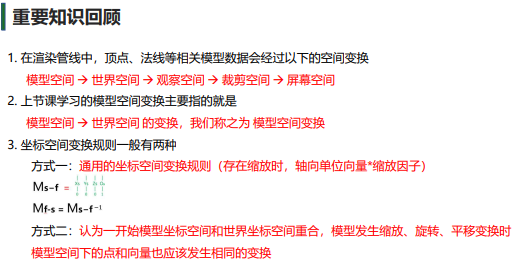 重要知识回顾
1. 在渲染管线中，顶点、法线等相关模型数据会经过以下的空间变换
模型空间 → 世界空间 → 观察空间 → 裁剪空间 → 屏幕空间
2. 上节课学习的模型空间变换主要指的就是
模型空间 → 世界空间 的变换，我们称之为 模型空间变换
3. 坐标空间变换规则一般有两种
方式一：通用的坐标空间变换规则（存在缩放时，轴向单位向量*缩放因子）
Ms-f =
Mf-s = Ms-f⁻¹
方式二：认为一开始模型坐标空间和世界坐标空间重合，模型发生缩放、旋转、平移变换时
模型空间下的点和向量也应该发生相同的变换